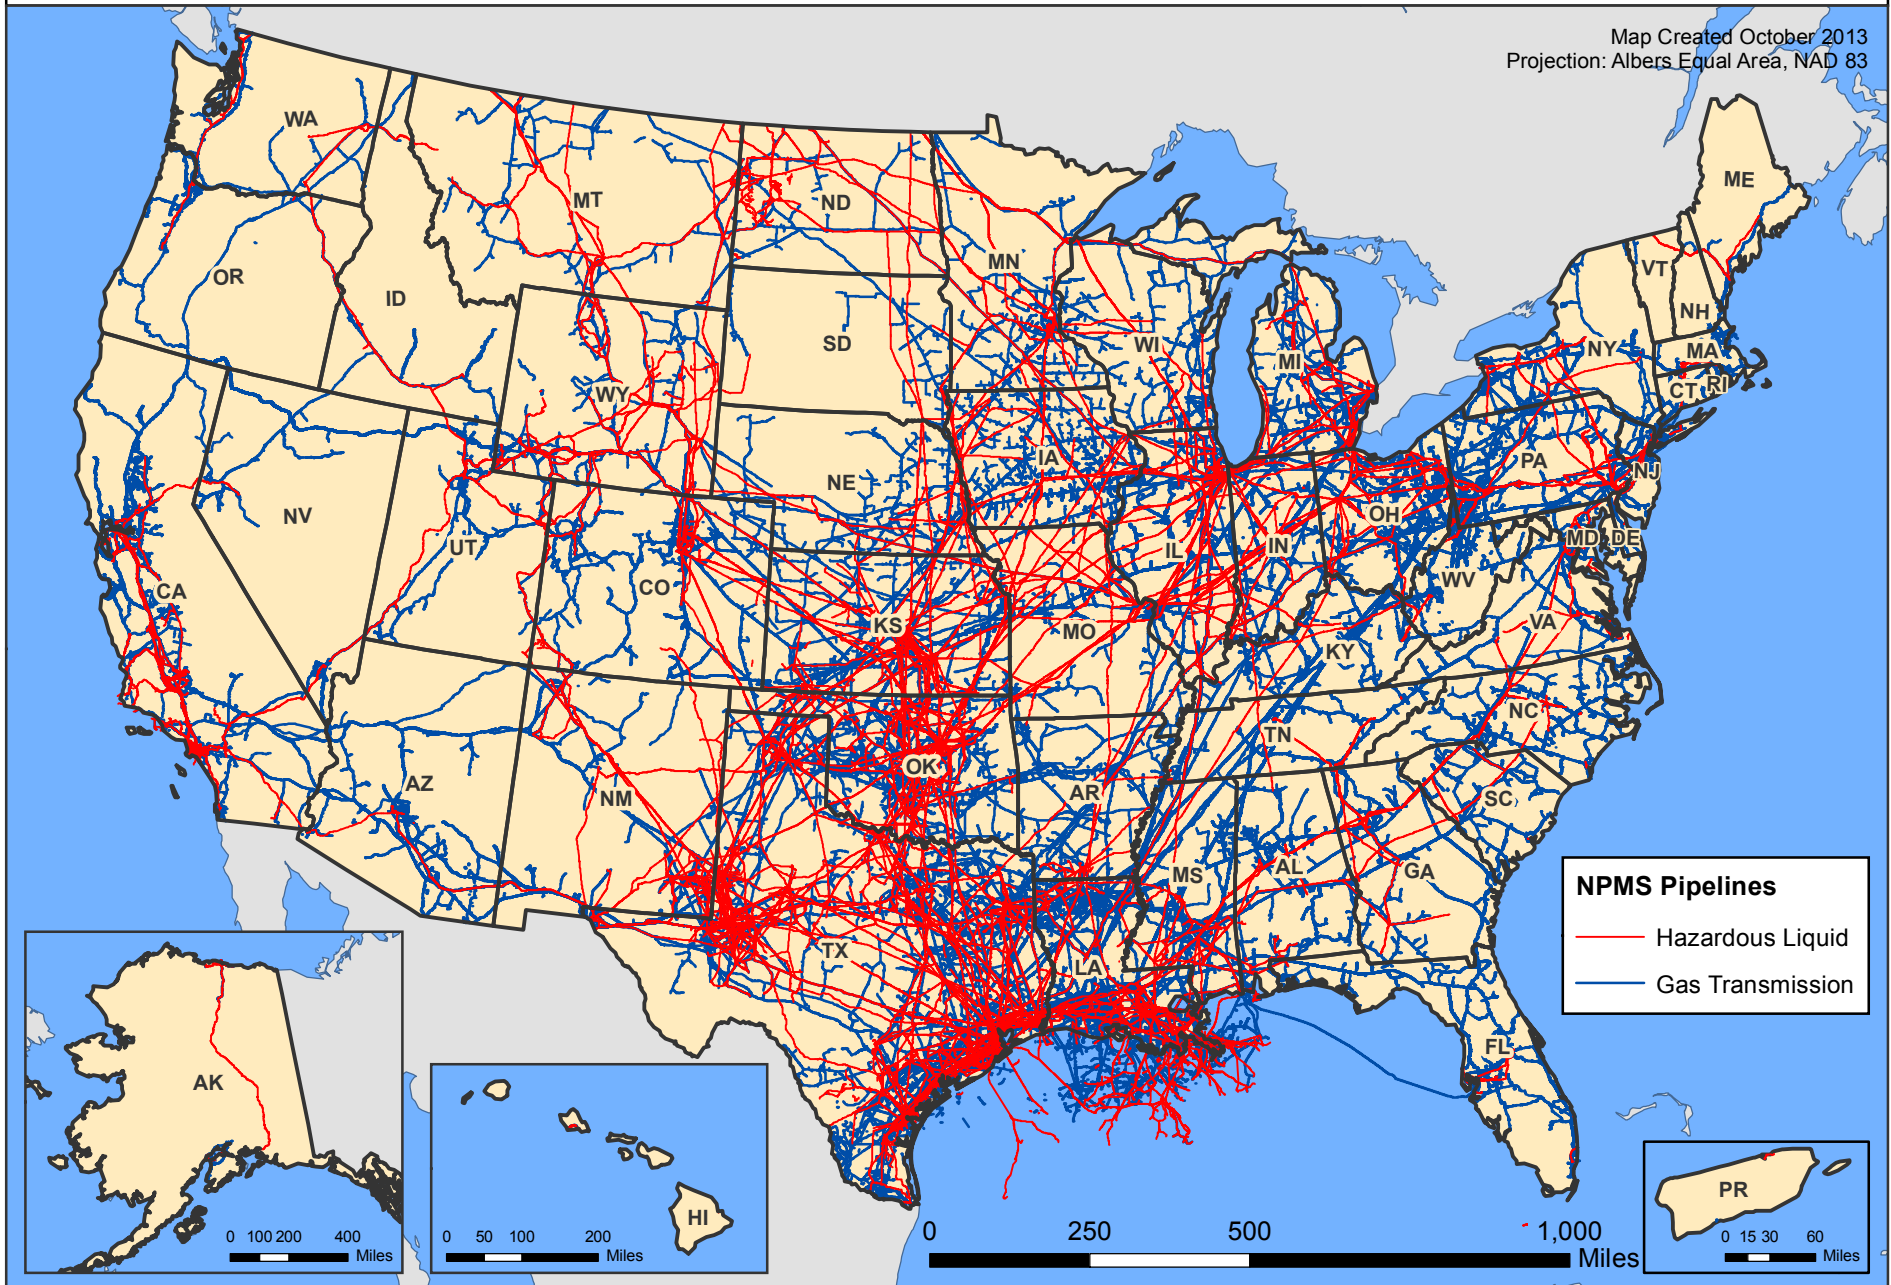 Map Created October 2013
Projection: Albers Equal Area, NAD 83
WA
MT
ND
MN
ME
OR
ID
SD
WI
MI
VT
NH
NY
MA
CT
RI
WY
IA
NE
PA
NJ
NV
UT
CO
IL
IN
OH
MD
DE
WV
CA
KS
MO
KY
VA
AZ
NM
OK
AR
TN
NC
SC
TX
LA
MS
AL
GA
FL
NPMS Pipelines
Hazardous Liquid
Gas Transmission
AK
0 100 200 400
Miles
HI
0 50 100 200
Miles
0 250 500 1,000
Miles
PR
0 15 30 60
Miles